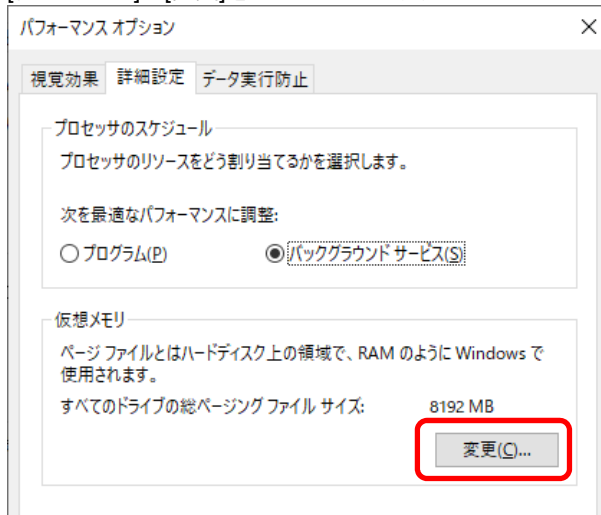 パフォーマンス オプション
視覚効果 詳細設定 データ実行防止
プロセッサのスケジュール
プロセッサのリソースをどう割り当てるかを選択します。
次を最適なパフォーマンスに調整:
プログラム(P) バックグラウンド サービス(S)
仮想メモリ
ページ ファイルとはハードディスク上の領域で、RAM のように Windows で
使用されます。
すべてのドライブの総ページング ファイル サイズ: 8192 MB
変更(C)...